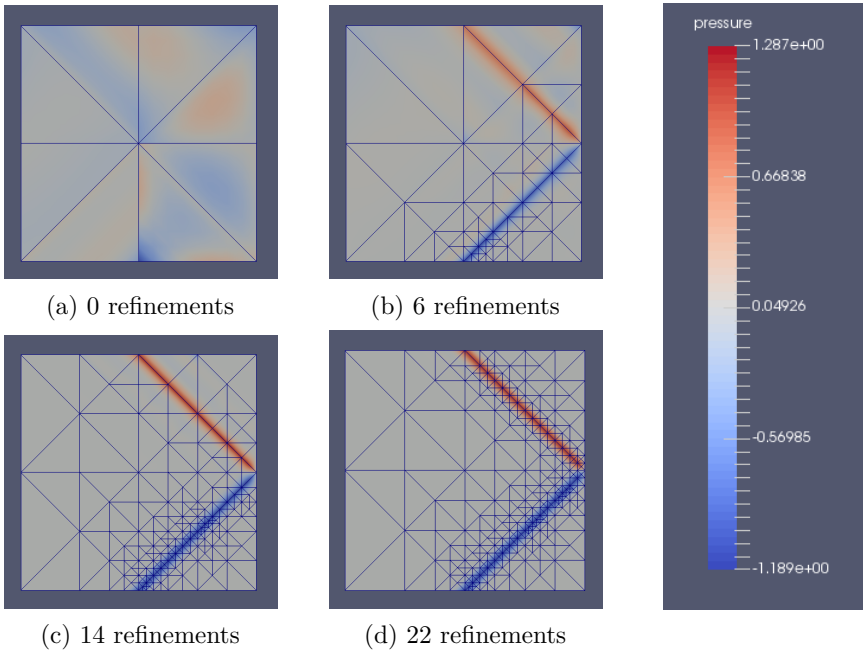 pressure
1.287e+00
0.66838
0.04926
-0.56985
-1.189e+00
(a) 0 refinements
(b) 6 refinements
(c) 14 refinements
(d) 22 refinements